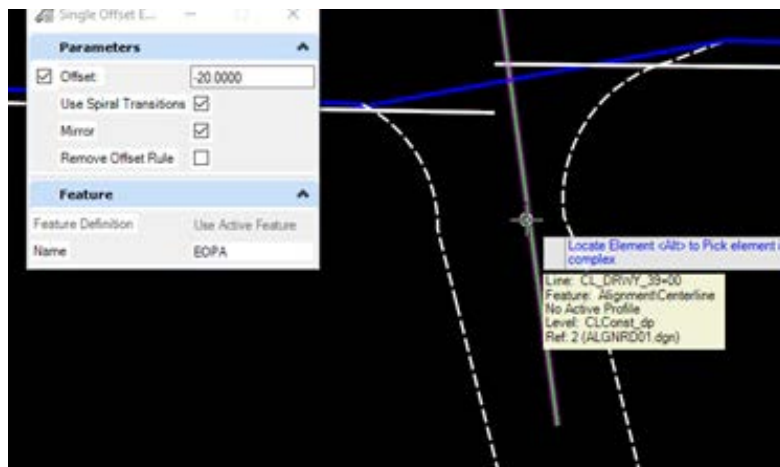 Single Offset E...
Parameters
Offset: -20.0000
Use Spiral Transitions
Mirror
Remove Offset Rule
Feature
Feature Definition Use Active Feature
Name EOPA
Locate Element <Alt> to Pick element
complex
Line: CL_DRWY_39+00
Feature: Alignment\Centerline
No Active Profile
Level: CLConst_dp
Ref: 2 (ALGNRD01.dgn)